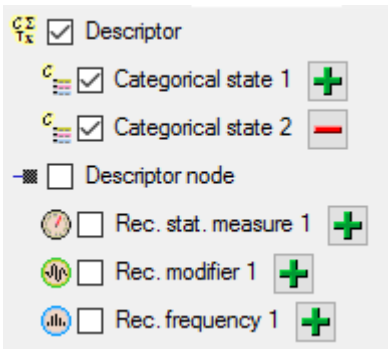 Descriptor
Categorical state 1
Categorical state 2
Descriptor node
Rec. stat. measure 1
Rec. modifier 1
Rec. frequency 1